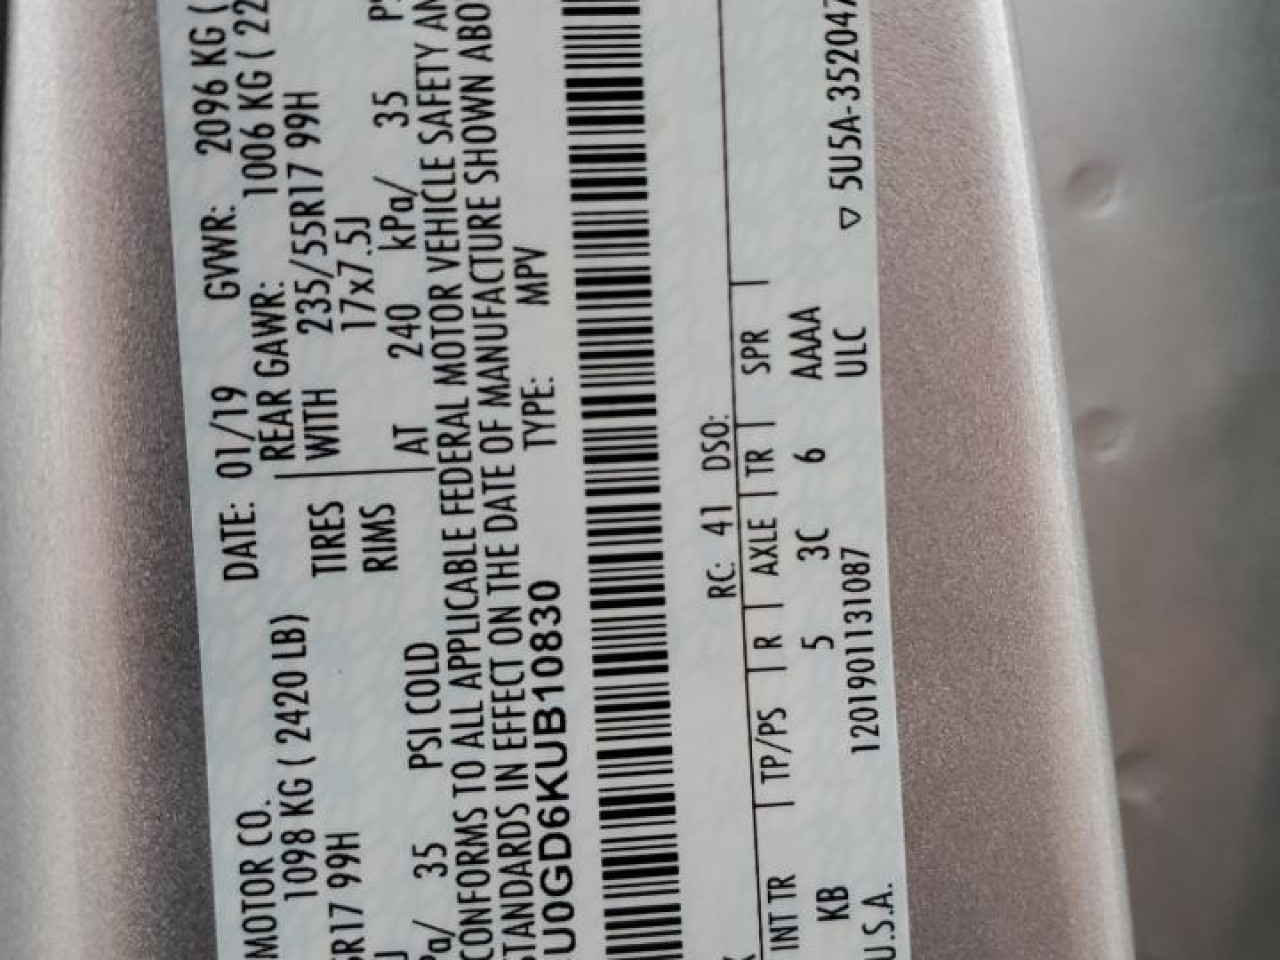 MOTOR CO. DATE: 01/19 GVWR: 2096 KG (
1098 KG ( 2420 LB) REAR GAWR: 1006 KG ( 22
5R17 99H TIRES WITH 235/55R17 99H
J RIMS 17x7.5J
Pa/ 35 PSI COLD AT 240 kPa/ 35 PS
CONFORMS TO ALL APPLICABLE FEDERAL MOTOR VEHICLE SAFETY AN
STANDARDS IN EFFECT ON THE DATE OF MANUFACTURE SHOWN ABO
U0GD6KUB10830 TYPE: MPV
RC: 41 DSO:
INT TR TP/PS R AXLE TR SPR
KB 5 3C 6 AAAA
U.S.A. 1201901131087 ULC ▽ 5U5A-352047